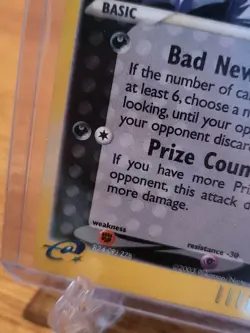 BASIC
Bad New
If the number of ca
at least 6, choose a n
looking, until your op
your opponent discar
Prize Coun
If you have more Pri
opponent, this attack d
more damage.
weakness
resistance -30
©2003